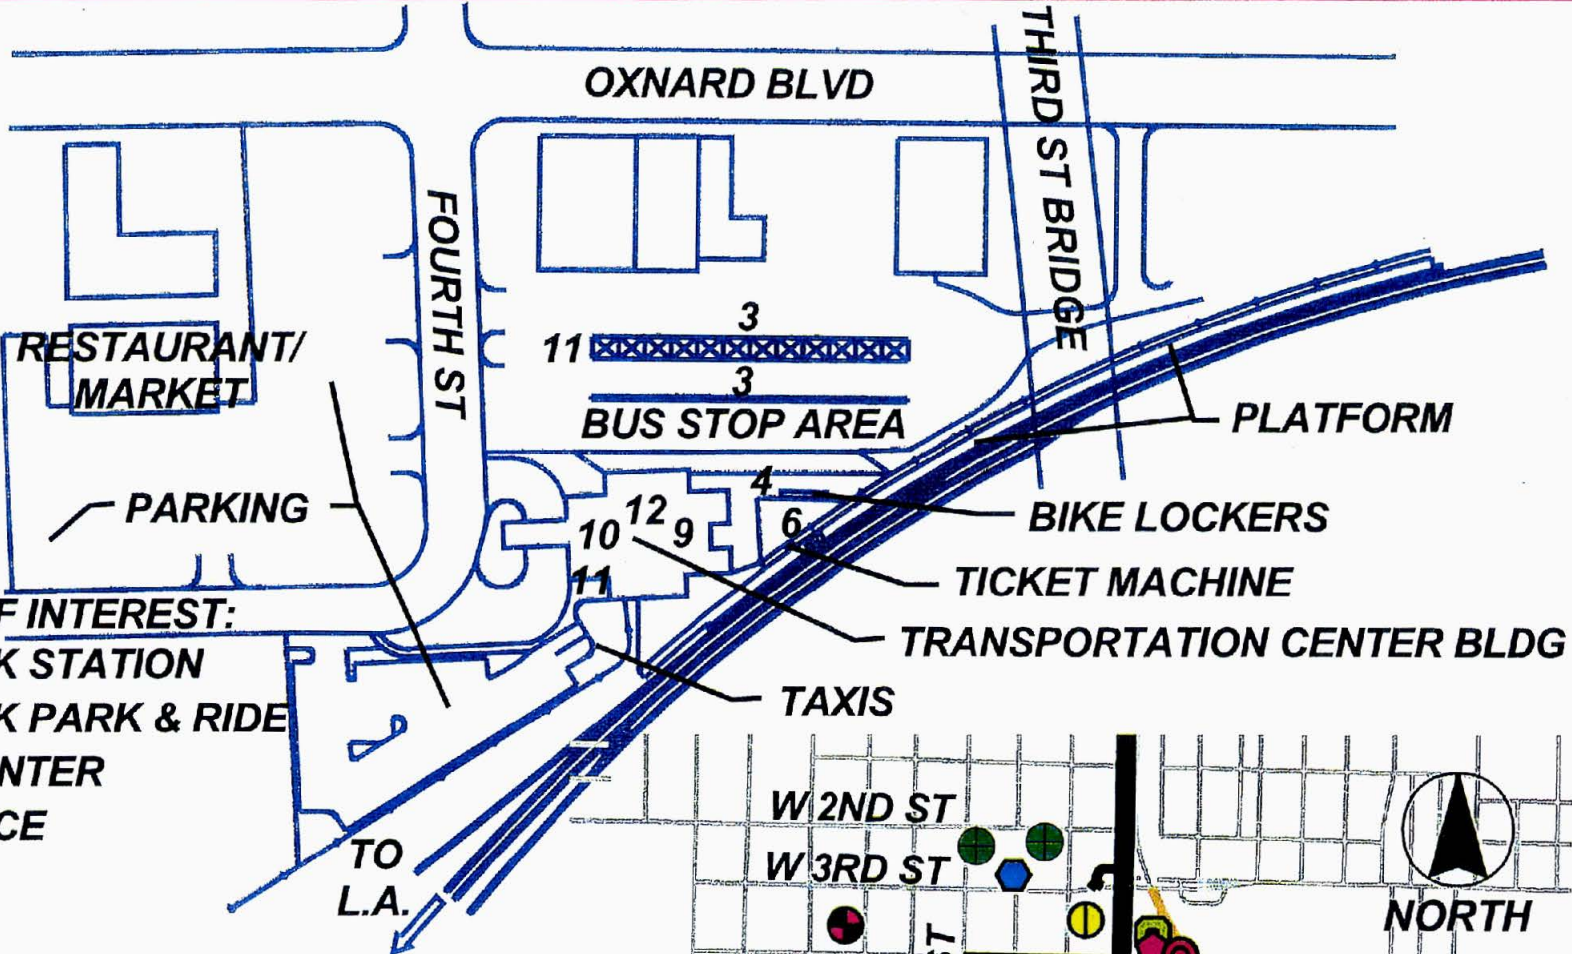 OXNARD BLVD
THIRD ST BRIDGE
FOURTH ST
3
11
3
BUS STOP AREA
RESTAURANT/
MARKET
PARKING
PLATFORM
4
BIKE LOCKERS
12
6
10
9
11
TICKET MACHINE
TRANSPORTATION CENTER BLDG
TAXIS
F INTEREST:
K STATION
K PARK & RIDE
NTER
CE
TO
L.A.
W 2ND ST
W 3RD ST
ST
NORTH